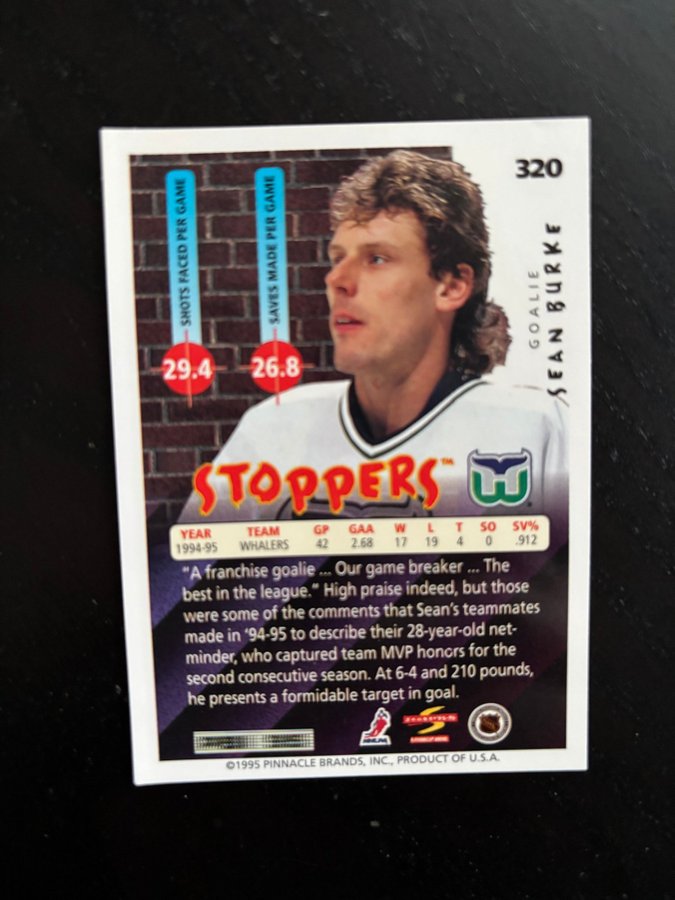 320
GOALIE
SEAN BURKE
SHOTS FACED PER GAME
29.4
SAVES MADE PER GAME
26.8
STOPPERS™
YEAR TEAM GP GAA W L T SO SV%
1994-95 WHALERS 42 2.68 17 19 4 0 .912
"A franchise goalie ... Our game breaker ... The
best in the league." High praise indeed, but those
were some of the comments that Sean's teammates
made in '94-95 to describe their 28-year-old net-
minder, who captured team MVP honors for the
second consecutive season. At 6-4 and 210 pounds,
he presents a formidable target in goal.
NHLPA
©1995 PINNACLE BRANDS, INC., PRODUCT OF U.S.A.